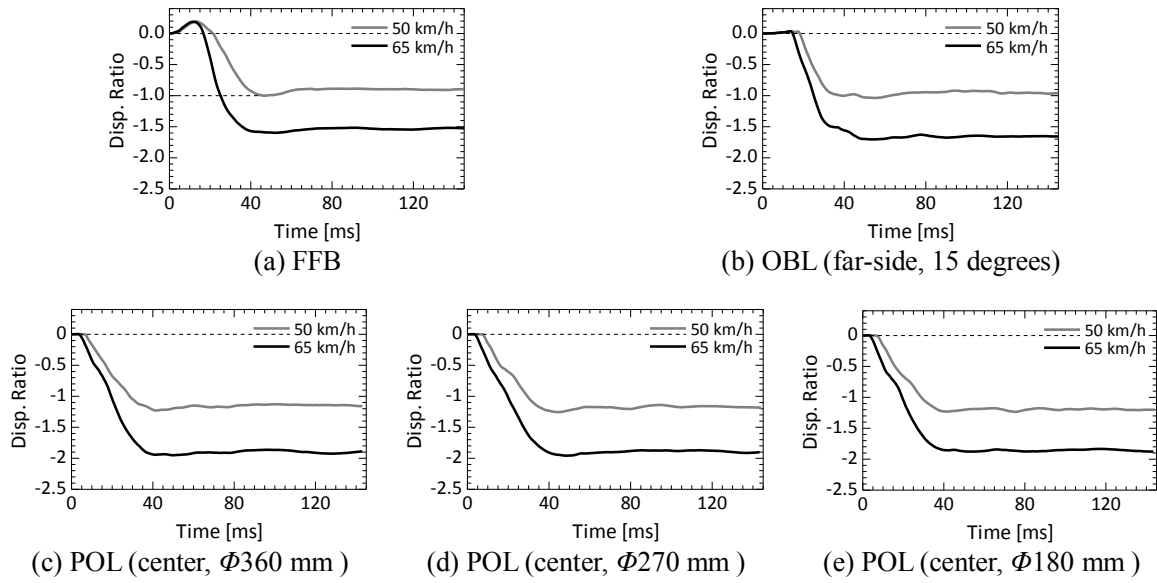 0.0
-0.5
-1.0
-1.5
-2.0
-2.5
Disp. Ratio
50 km/h
65 km/h
0 40 80 120
Time [ms]
(a) FFB
0.0
-0.5
-1.0
-1.5
-2.0
-2.5
Disp. Ratio
50 km/h
65 km/h
0 40 80 120
Time [ms]
(b) OBL (far-side, 15 degrees)
0
-0.5
-1
-1.5
-2
-2.5
Disp. Ratio
50 km/h
65 km/h
0 40 80 120
Time [ms]
(c) POL (center, Φ360 mm )
0
-0.5
-1
-1.5
-2
-2.5
Disp. Ratio
50 km/h
65 km/h
0 40 80 120
Time [ms]
(d) POL (center, Φ270 mm )
0
-0.5
-1
-1.5
-2
-2.5
Disp. Ratio
50 km/h
65 km/h
0 40 80 120
Time [ms]
(e) POL (center, Φ180 mm )